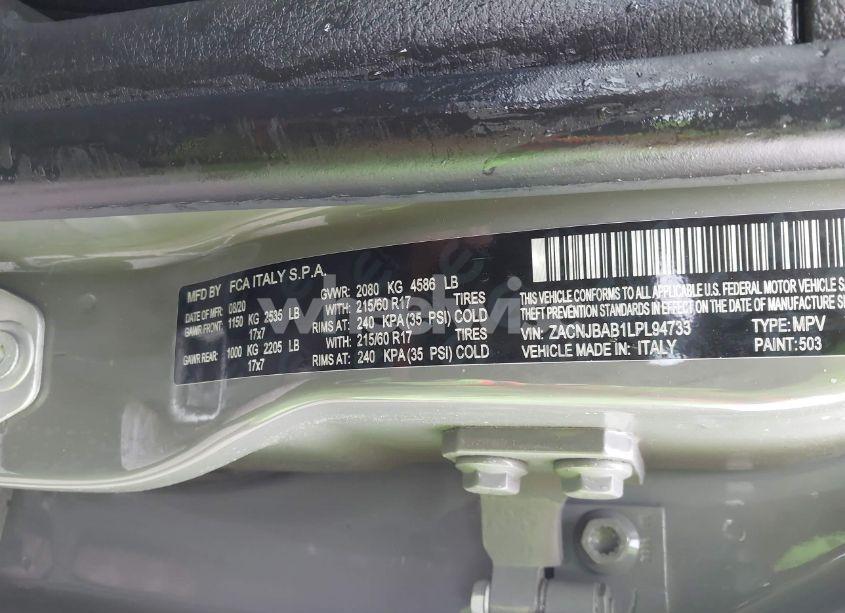 MFD BY FCA ITALY S.P.A.
DATE OF MFR: 08/20 GVWR: 2080 KG 4586 LB
GAWR FRONT: 1150 KG 2535 LB WITH 215/60 R17 TIRES
17x7 RIMS AT: 240 KPA (35 PSI) COLD
GAWR REAR: 1000 KG 2205 LB WITH 215/60 R17 TIRES
17x7 RIMS AT: 240 KPA (35 PSI) COLD
THIS VEHICLE CONFORMS TO ALL APPLICABLE U.S. FEDERAL MOTOR VEHICLE
THEFT PREVENTION STANDARDS IN EFFECT ON THE DATE OF MANUFACTURE SHOWN
VIN: ZACNJBAB1LPL94733 TYPE: MPV
VEHICLE MADE IN: ITALY PAINT: 503